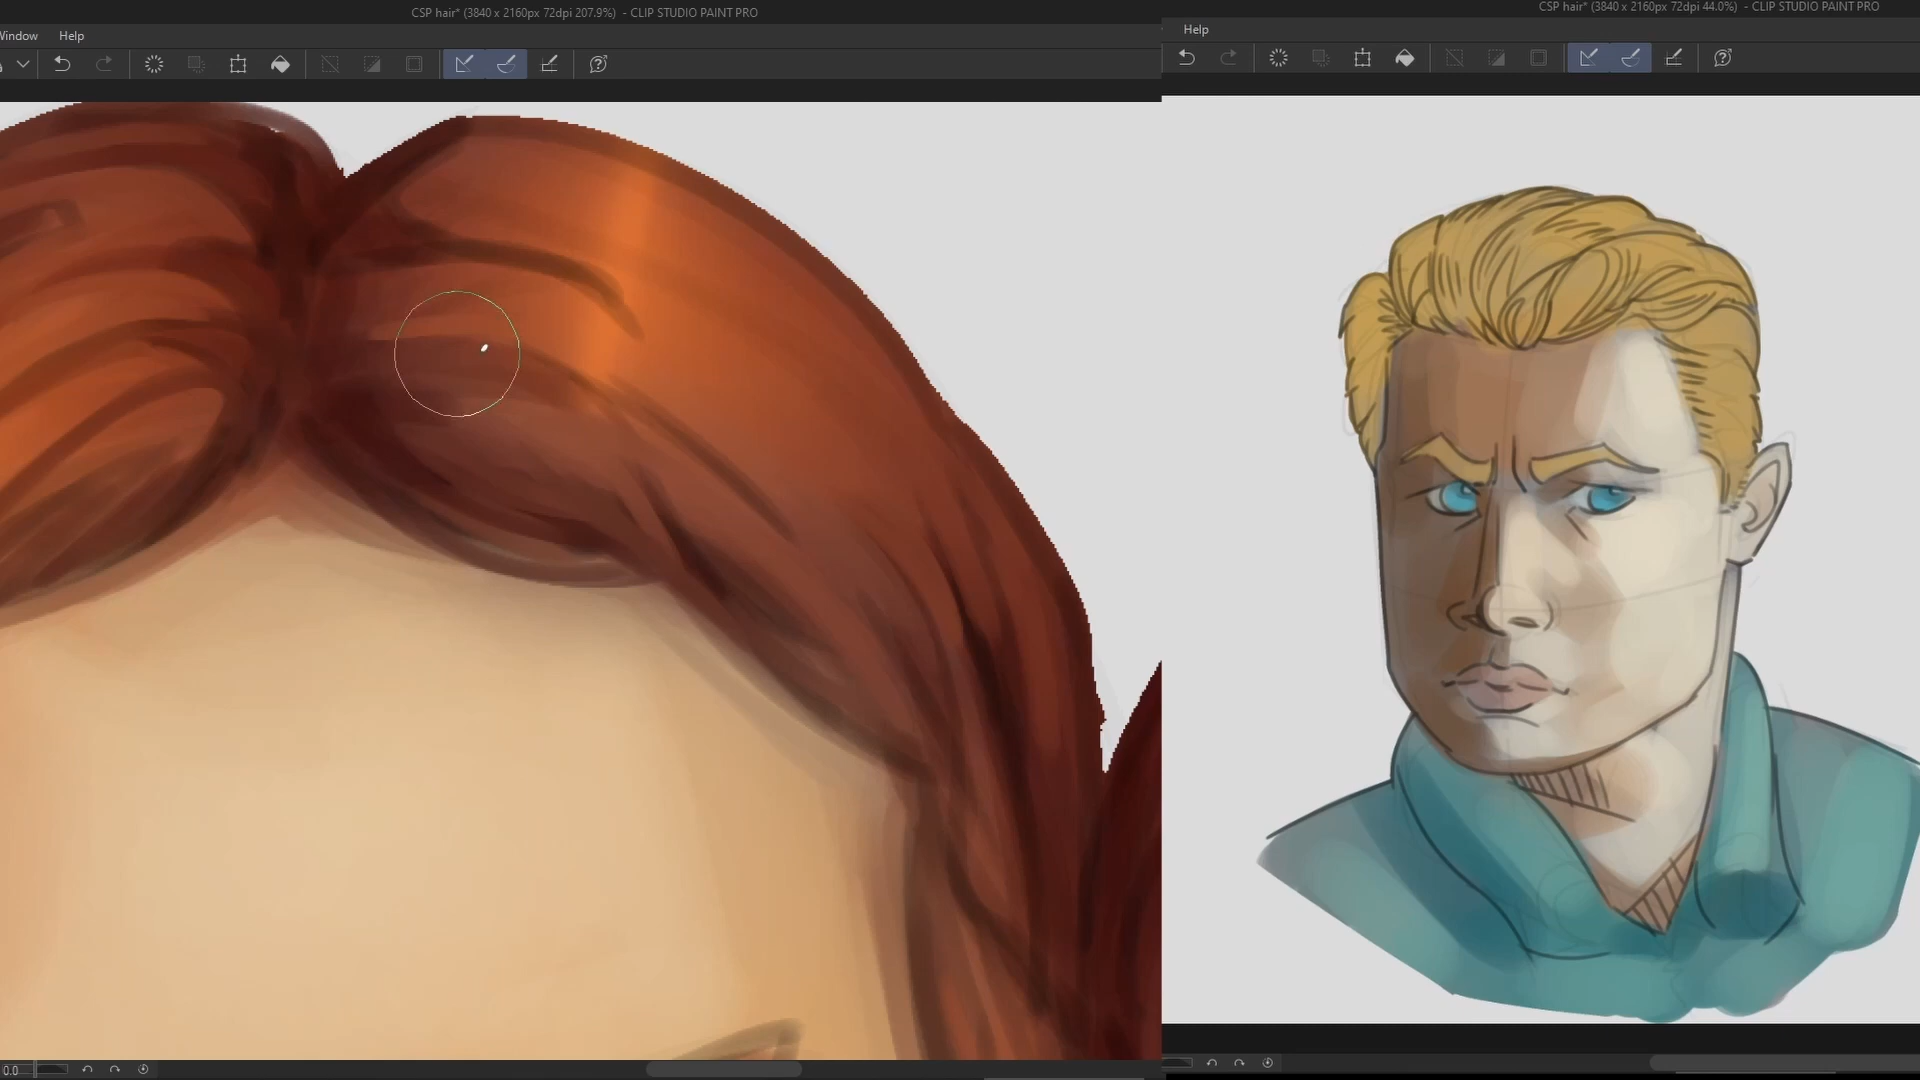 CSP hair* (3840 x 2160px 72dpi 207.9%) - CLIP STUDIO PAINT PRO
Window Help
0.0
CSP hair* (3840 x 2160px 72dpi 44.0%) - CLIP STUDIO PAINT PRO
Help